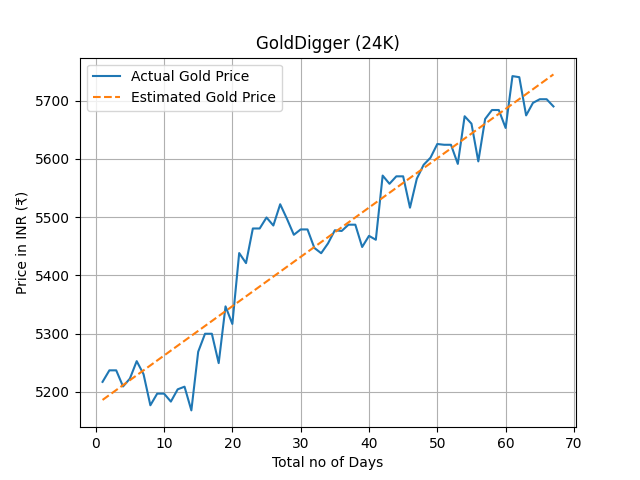 GoldDigger (24K)
Actual Gold Price
Estimated Gold Price
Price in INR (₹)
5700
5600
5500
5400
5300
5200
0 10 20 30 40 50 60 70
Total no of Days